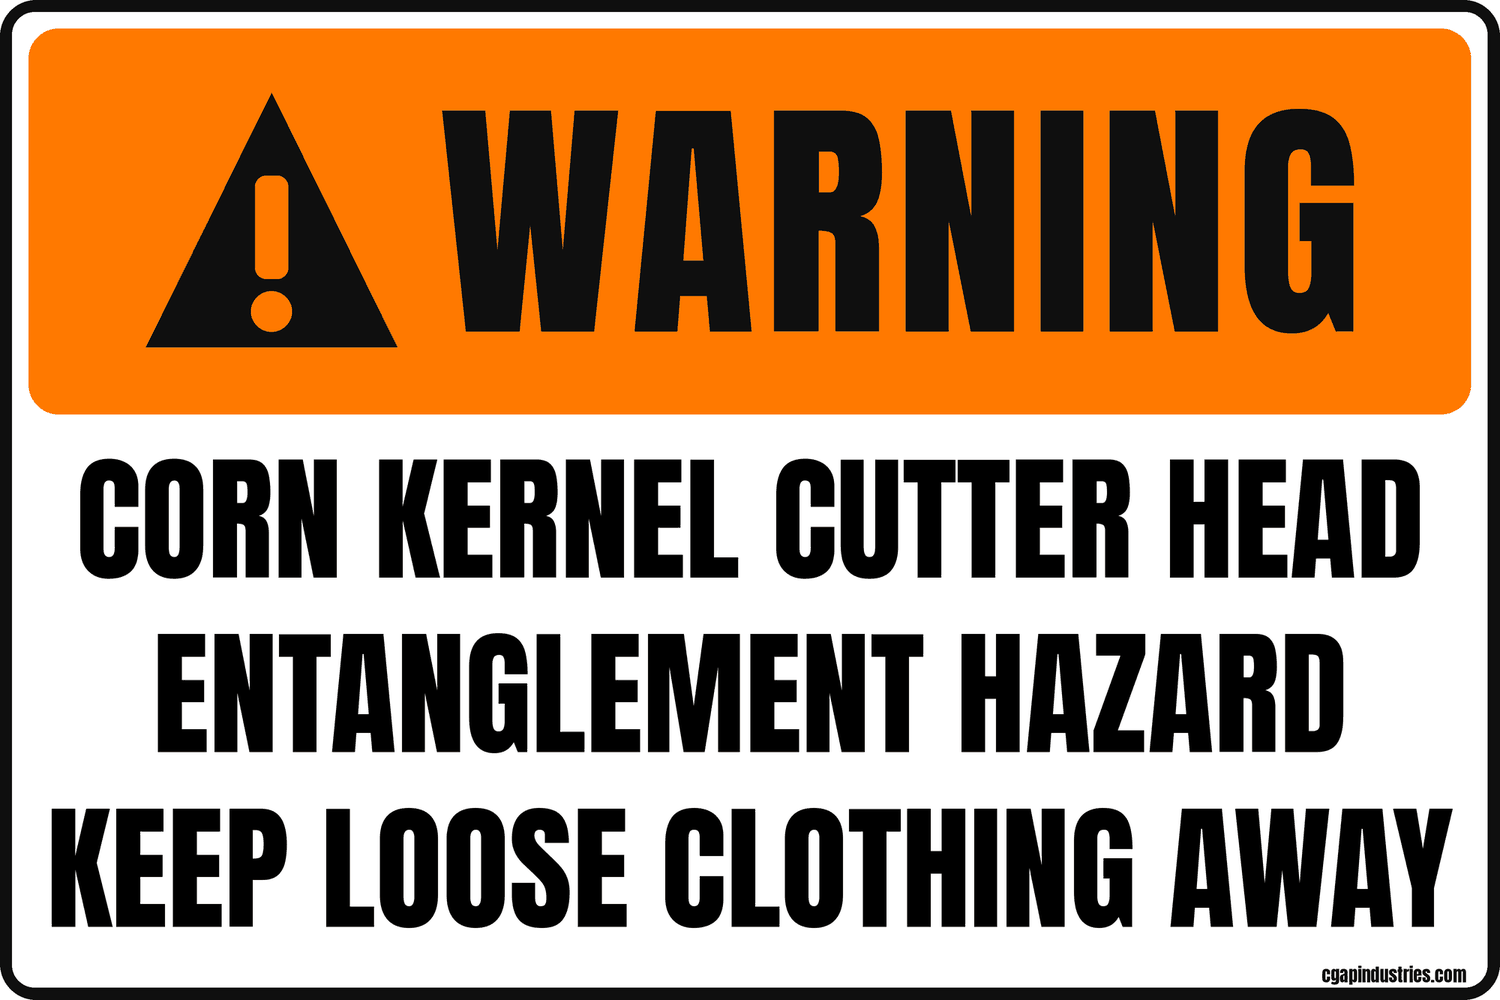 WARNING
CORN KERNEL CUTTER HEAD
ENTANGLEMENT HAZARD
KEEP LOOSE CLOTHING AWAY
cgapindustries.com